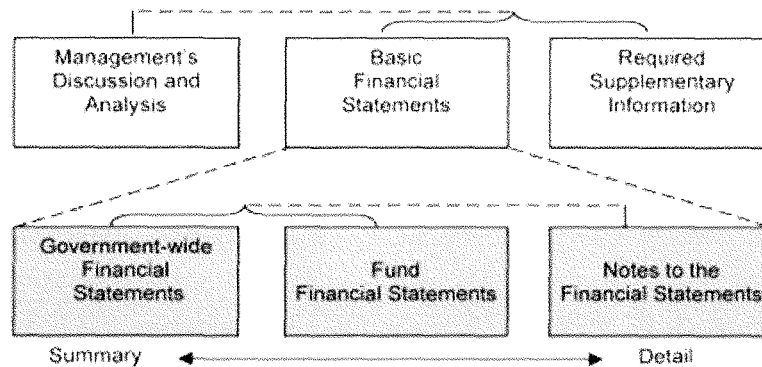 Management's
Discussion and
Analysis
Basic
Financial
Statements
Required
Supplementary
Information
Government-wide
Financial
Statements
Fund
Financial Statements
Notes to the
Financial Statements
Summary
Detail